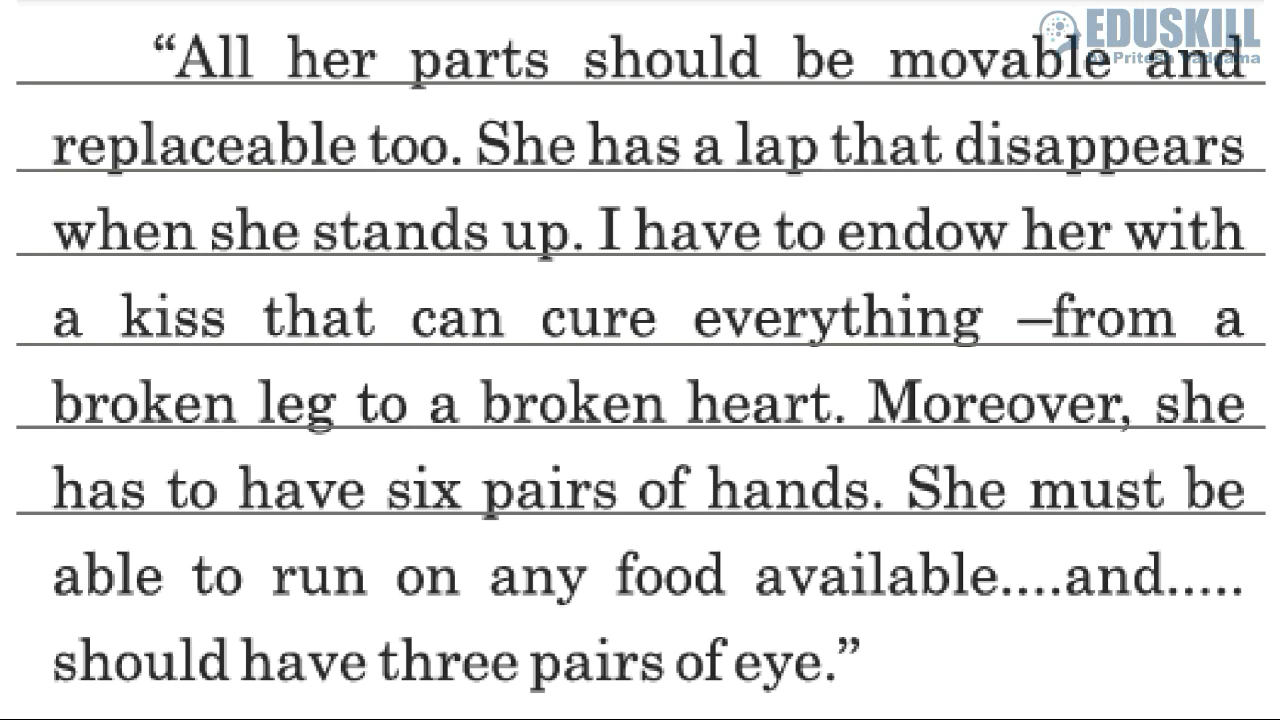 EDUSKILL
by Pritesh Vadgama
“All her parts should be movable and
replaceable too. She has a lap that disappears
when she stands up. I have to endow her with
a kiss that can cure everything –from a
broken leg to a broken heart. Moreover, she
has to have six pairs of hands. She must be
able to run on any food available....and.....
should have three pairs of eye.”